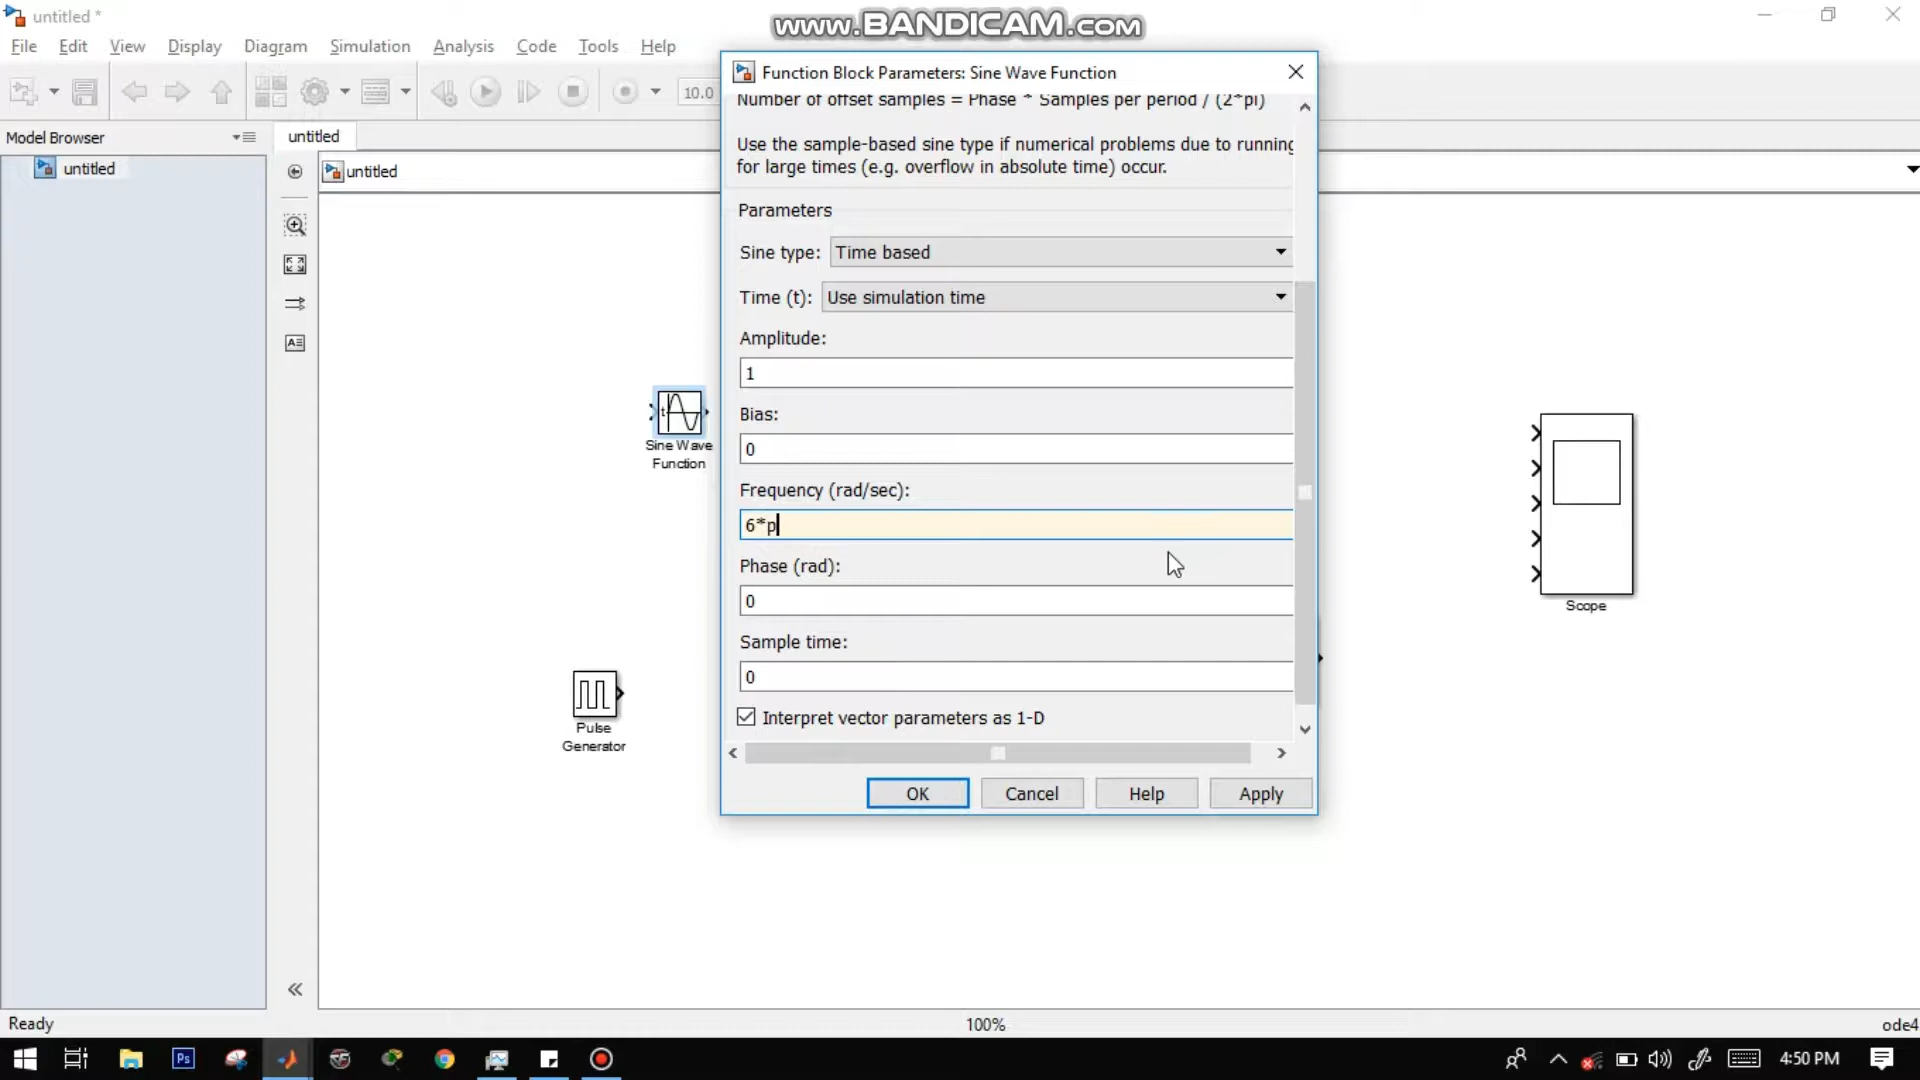 untitled *
www.BANDICAM.com
File Edit View Display Diagram Simulation Analysis Code Tools Help
10.0
Function Block Parameters: Sine Wave Function
Number of offset samples = Phase * Samples per period / (2*pi)
Use the sample-based sine type if numerical problems due to running
for large times (e.g. overflow in absolute time) occur.
Parameters
Sine type: Time based
Time (t): Use simulation time
Amplitude:
1
Bias:
0
Frequency (rad/sec):
6*p
Phase (rad):
0
Sample time:
0
Interpret vector parameters as 1-D
OK Cancel Help Apply
Model Browser
untitled
untitled
untitled
A
t
Sine Wave
Function
Pulse
Generator
Scope
Ready
100%
ode4
Ps
4:50 PM